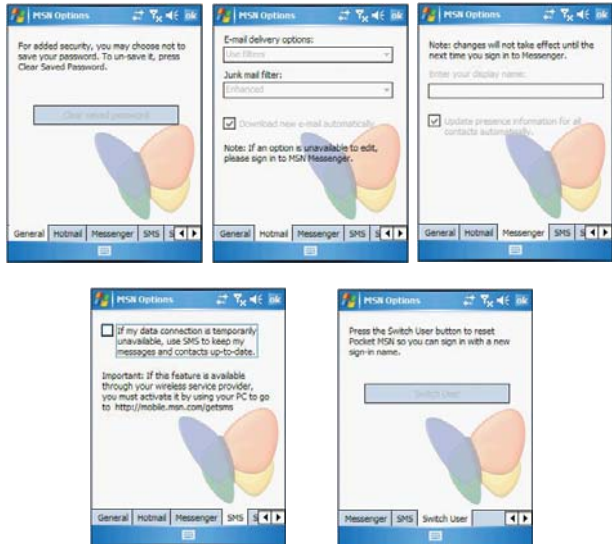 MSN Options
ok
For added security, you may choose not to
save your password. To un-save it, press
Clear Saved Password.
Clear saved password
General Hotmail Messenger SMS S
MSN Options
ok
E-mail delivery options:
Use filters
Junk mail filter:
Enhanced
Download new e-mail automatically
Note: If an option is unavailable to edit,
please sign in to MSN Messenger.
General Hotmail Messenger SMS S
MSN Options
ok
Note: changes will not take effect until the
next time you sign in to Messenger.
Enter your display name:
Update presence information for all
contacts automatically.
General Hotmail Messenger SMS S
MSN Options
ok
If my data connection is temporarily
unavailable, use SMS to keep my
messages and contacts up-to-date.
Important: If this feature is available
through your wireless service provider,
you must activate it by using your PC to go
to http://mobile.msn.com/getsms
General Hotmail Messenger SMS S
MSN Options
ok
Press the Switch User button to reset
Pocket MSN so you can sign in with a new
sign-in name.
Switch User
Messenger SMS Switch User